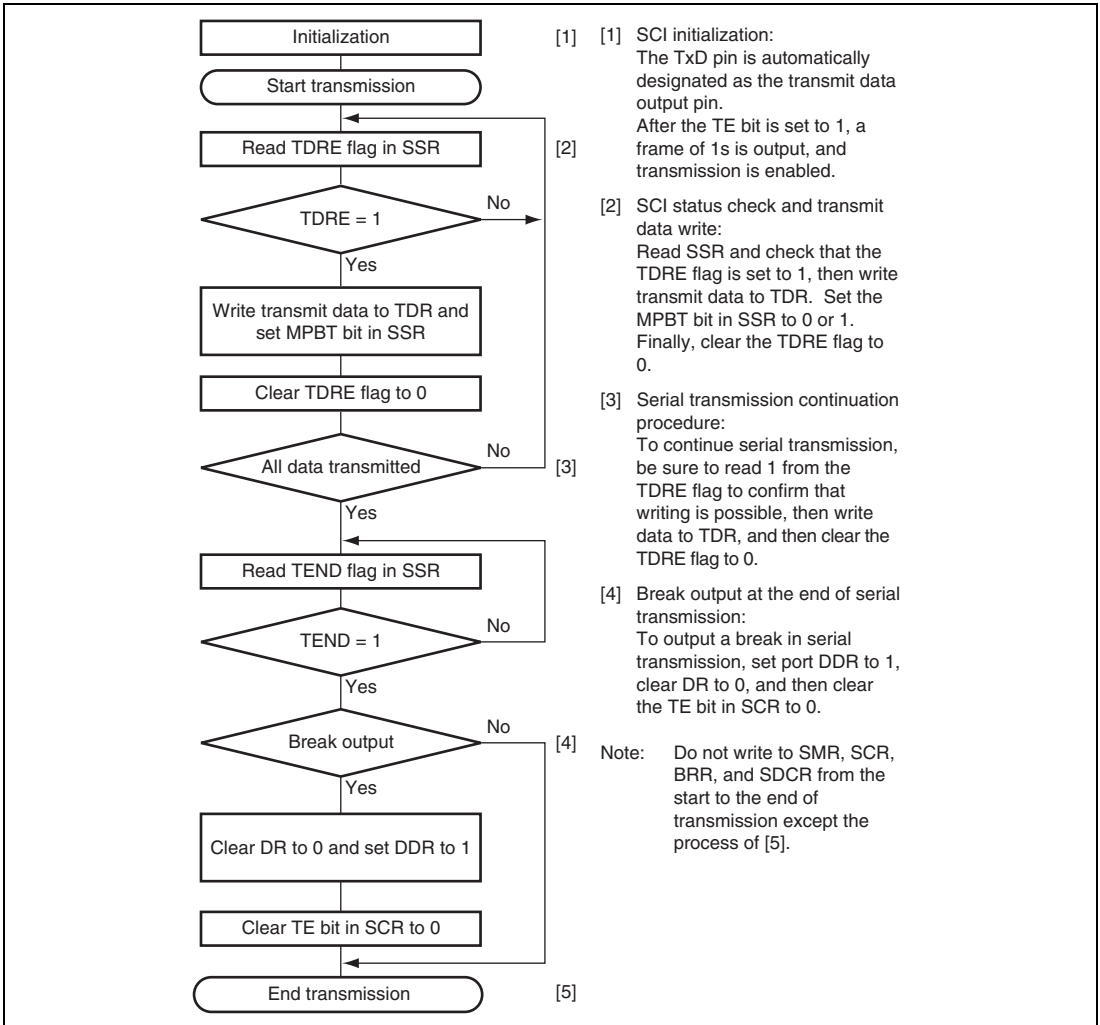 Initialization
[1]
Start transmission
Read TDRE flag in SSR
[2]
TDRE = 1
No
Yes
Write transmit data to TDR and
set MPBT bit in SSR
Clear TDRE flag to 0
All data transmitted
No
[3]
Yes
Read TEND flag in SSR
TEND = 1
No
Yes
Break output
No
[4]
Yes
Clear DR to 0 and set DDR to 1
Clear TE bit in SCR to 0
End transmission
[5]
[1] SCI initialization:
The TxD pin is automatically
designated as the transmit data
output pin.
After the TE bit is set to 1, a
frame of 1s is output, and
transmission is enabled.
[2] SCI status check and transmit
data write:
Read SSR and check that the
TDRE flag is set to 1, then write
transmit data to TDR. Set the
MPBT bit in SSR to 0 or 1.
Finally, clear the TDRE flag to
0.
[3] Serial transmission continuation
procedure:
To continue serial transmission,
be sure to read 1 from the
TDRE flag to confirm that
writing is possible, then write
data to TDR, and then clear the
TDRE flag to 0.
[4] Break output at the end of serial
transmission:
To output a break in serial
transmission, set port DDR to 1,
clear DR to 0, and then clear
the TE bit in SCR to 0.
Note: Do not write to SMR, SCR,
BRR, and SDCR from the
start to the end of
transmission except the
process of [5].